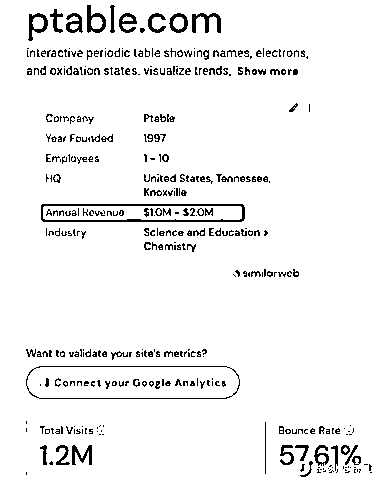 ptable.com
interactive periodic table showing names, electrons,
and oxidation states. visualize trends, Show more
Company Ptable
Year Founded 1997
Employees 1 - 10
HQ United States, Tennessee,
Knoxville
Annual Revenue $1.0M - $2.0M
Industry Science and Education >
Chemistry
similarweb
Want to validate your site's metrics?
Connect your Google Analytics
Total Visits Bounce Rate
1.2M 57.61%